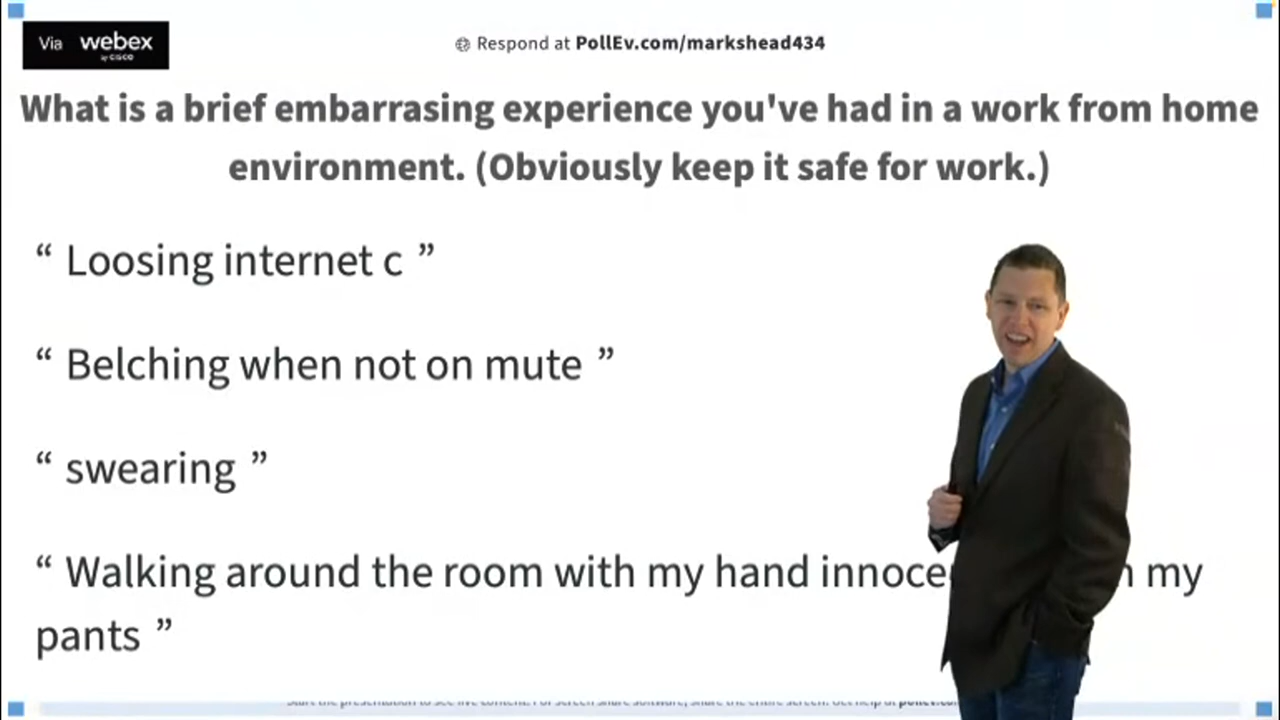 Via webex
by CISCO
Respond at PollEv.com/markshead434
What is a brief embarrasing experience you've had in a work from home
environment. (Obviously keep it safe for work.)
“ Loosing internet c ”
“ Belching when not on mute ”
“ swearing ”
“ Walking around the room with my hand my
pants ”